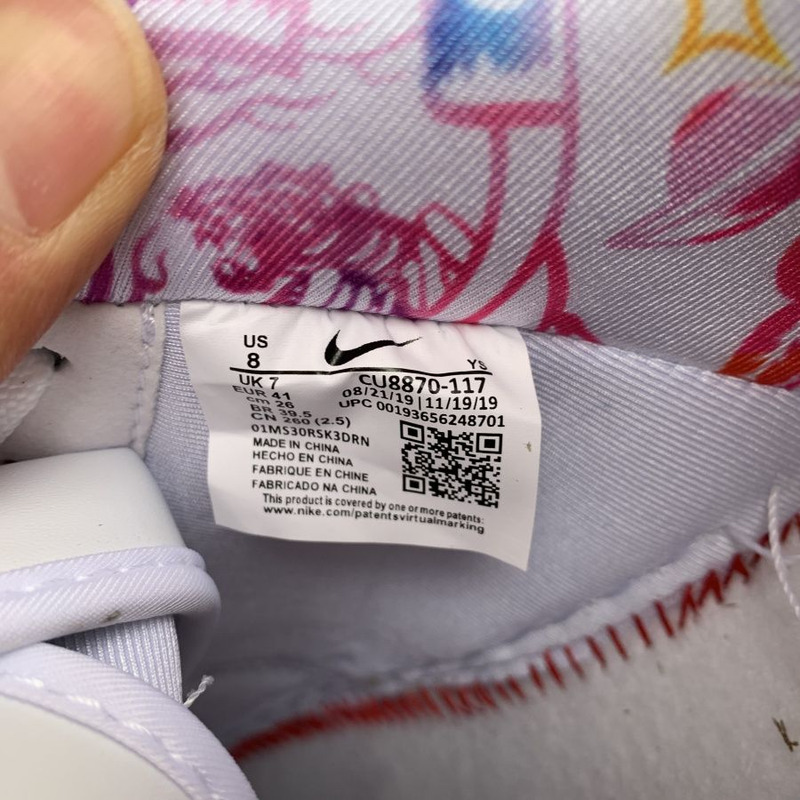 US
8
YS
UK 7
CU8870-117
EUR 41
08/21/19 | 11/19/19
cm 26
UPC 00193656248701
BR 39.5
CN 260 (2.5)
01MS30RSK3DRN
MADE IN CHINA
HECHO EN CHINA
FABRIQUE EN CHINE
FABRICADO NA CHINA
This product is covered by one or more patents:
www.nike.com/patentsvirtualmarking